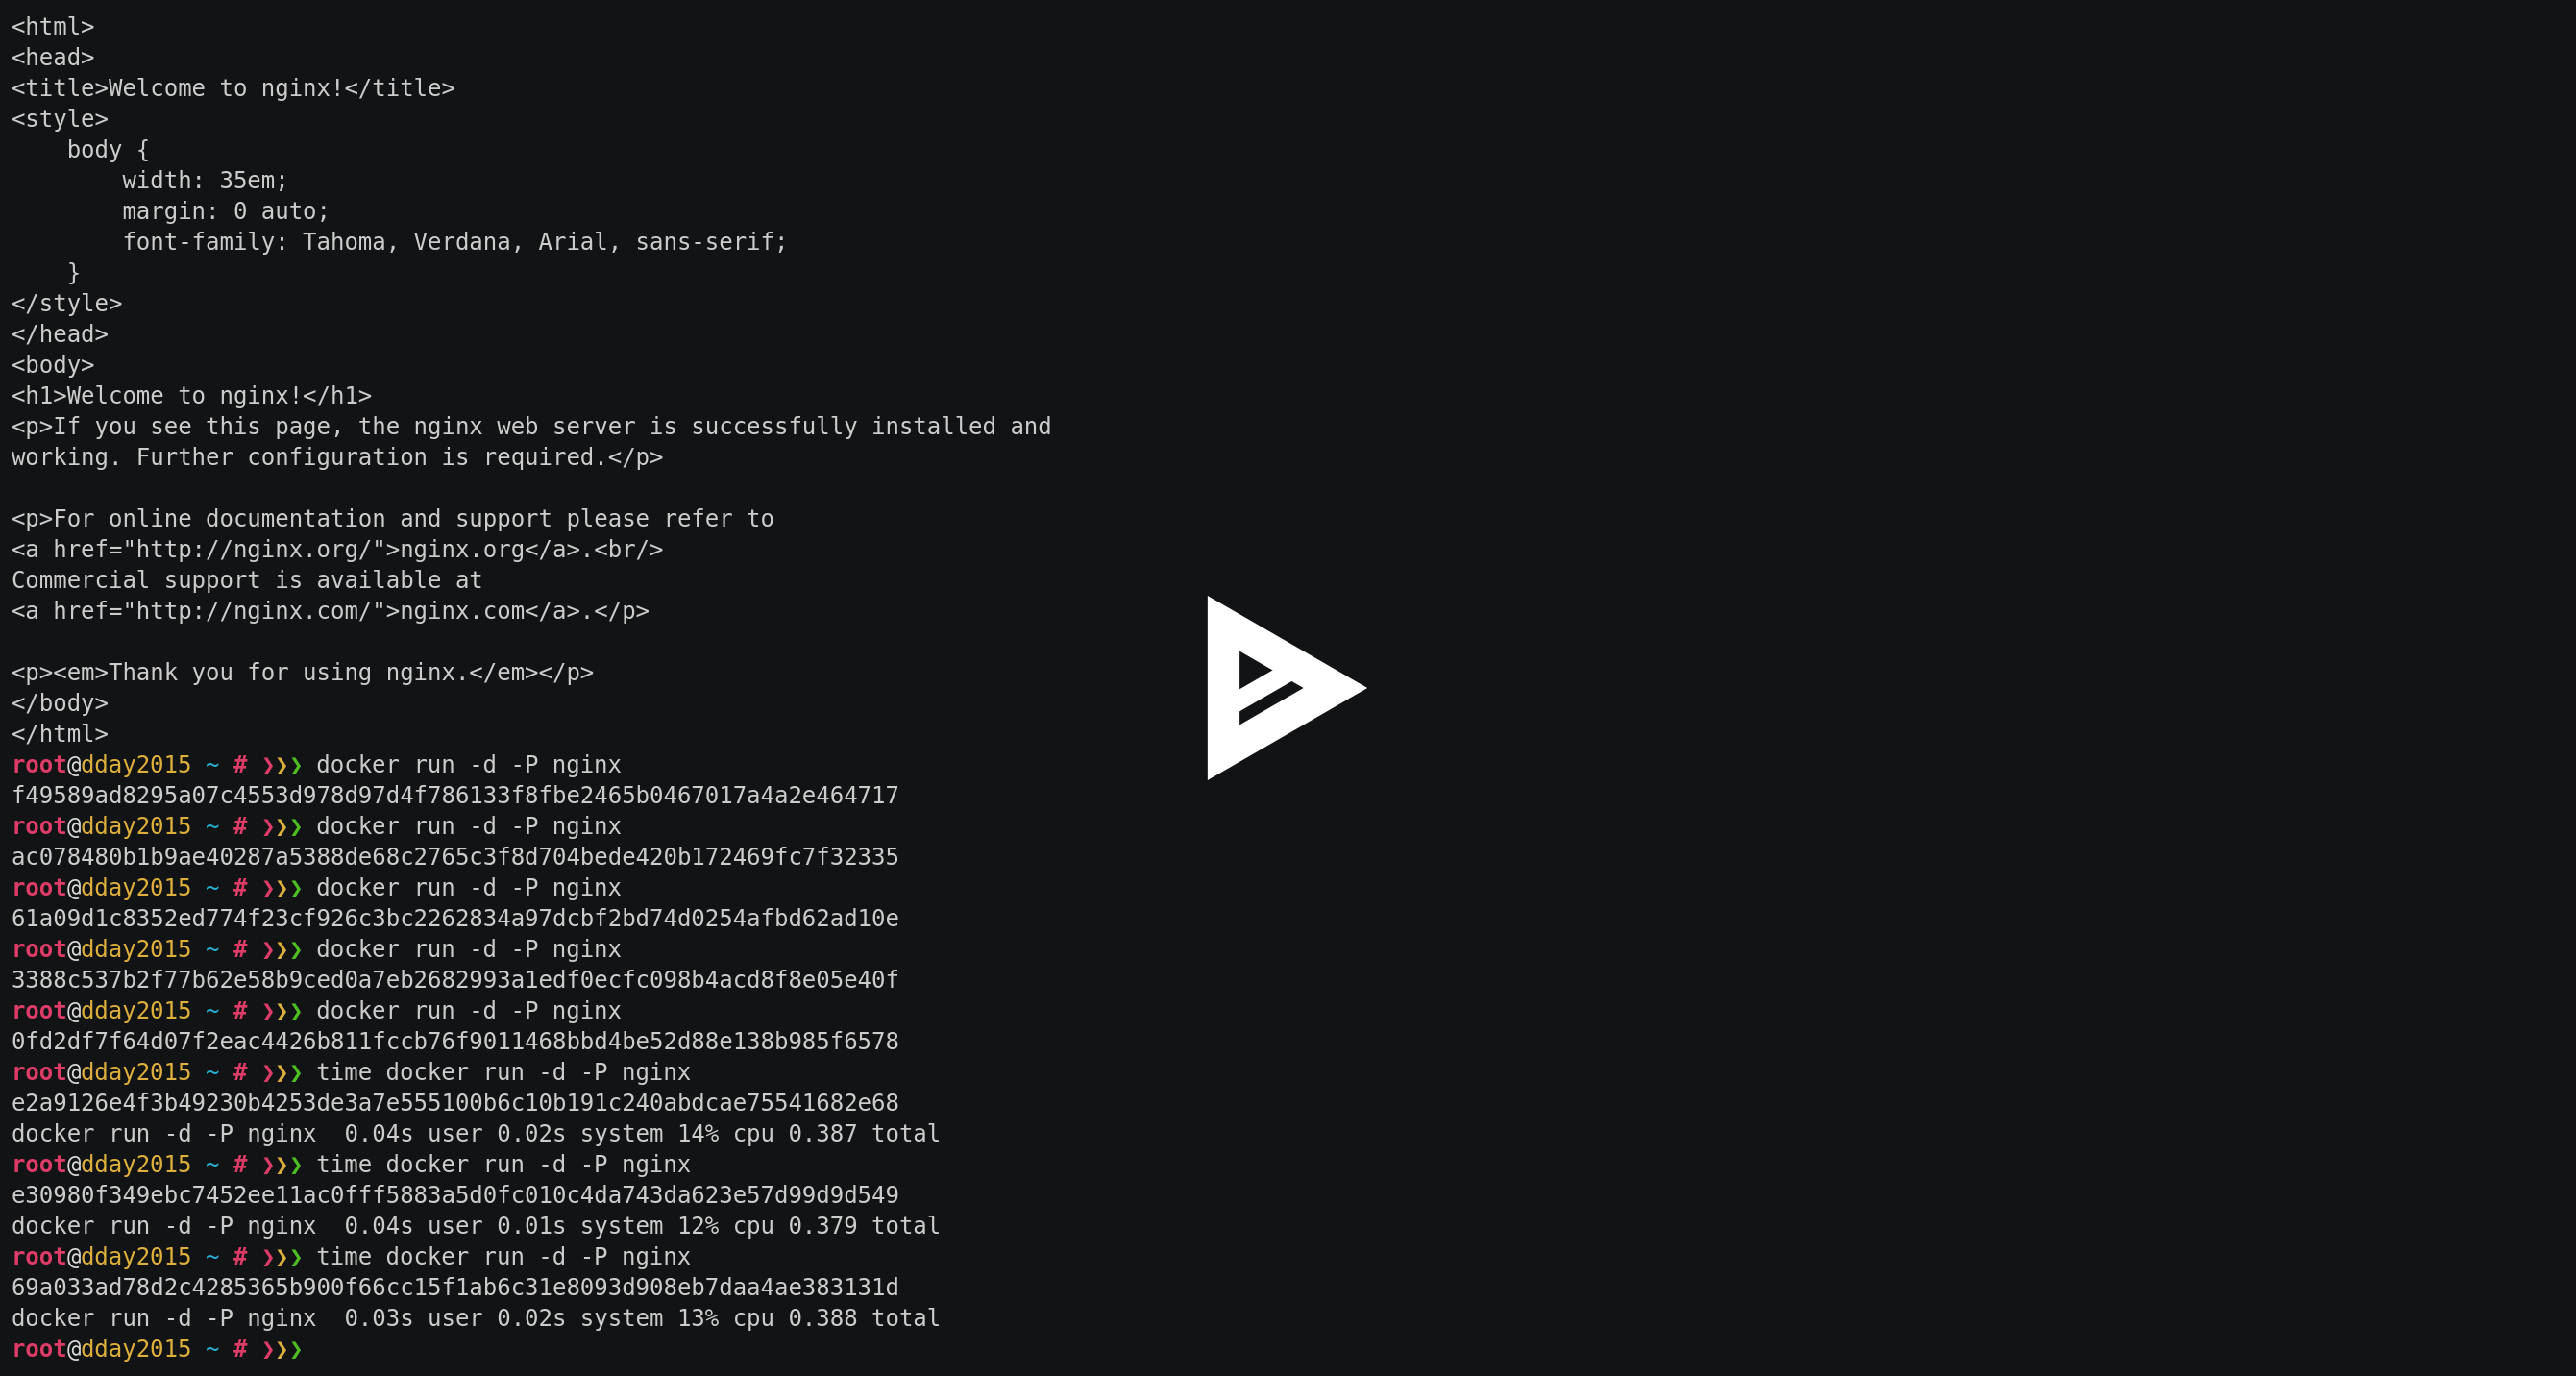 <html>
<head>
<title>Welcome to nginx!</title>
<style>
    body {
        width: 35em;
        margin: 0 auto;
        font-family: Tahoma, Verdana, Arial, sans-serif;
    }
</style>
</head>
<body>
<h1>Welcome to nginx!</h1>
<p>If you see this page, the nginx web server is successfully installed and
working. Further configuration is required.</p>

<p>For online documentation and support please refer to
<a href="http://nginx.org/">nginx.org</a>.<br/>
Commercial support is available at
<a href="http://nginx.com/">nginx.com</a>.</p>

<p><em>Thank you for using nginx.</em></p>
</body>
</html>
root@dday2015 ~ # ❯❯❯ docker run -d -P nginx
f49589ad8295a07c4553d978d97d4f786133f8fbe2465b0467017a4a2e464717
root@dday2015 ~ # ❯❯❯ docker run -d -P nginx
ac078480b1b9ae40287a5388de68c2765c3f8d704bede420b172469fc7f32335
root@dday2015 ~ # ❯❯❯ docker run -d -P nginx
61a09d1c8352ed774f23cf926c3bc2262834a97dcbf2bd74d0254afbd62ad10e
root@dday2015 ~ # ❯❯❯ docker run -d -P nginx
3388c537b2f77b62e58b9ced0a7eb2682993a1edf0ecfc098b4acd8f8e05e40f
root@dday2015 ~ # ❯❯❯ docker run -d -P nginx
0fd2df7f64d07f2eac4426b811fccb76f9011468bbd4be52d88e138b985f6578
root@dday2015 ~ # ❯❯❯ time docker run -d -P nginx
e2a9126e4f3b49230b4253de3a7e555100b6c10b191c240abdcae75541682e68
docker run -d -P nginx  0.04s user 0.02s system 14% cpu 0.387 total
root@dday2015 ~ # ❯❯❯ time docker run -d -P nginx
e30980f349ebc7452ee11ac0fff5883a5d0fc010c4da743da623e57d99d9d549
docker run -d -P nginx  0.04s user 0.01s system 12% cpu 0.379 total
root@dday2015 ~ # ❯❯❯ time docker run -d -P nginx
69a033ad78d2c4285365b900f66cc15f1ab6c31e8093d908eb7daa4ae383131d
docker run -d -P nginx  0.03s user 0.02s system 13% cpu 0.388 total
root@dday2015 ~ # ❯❯❯